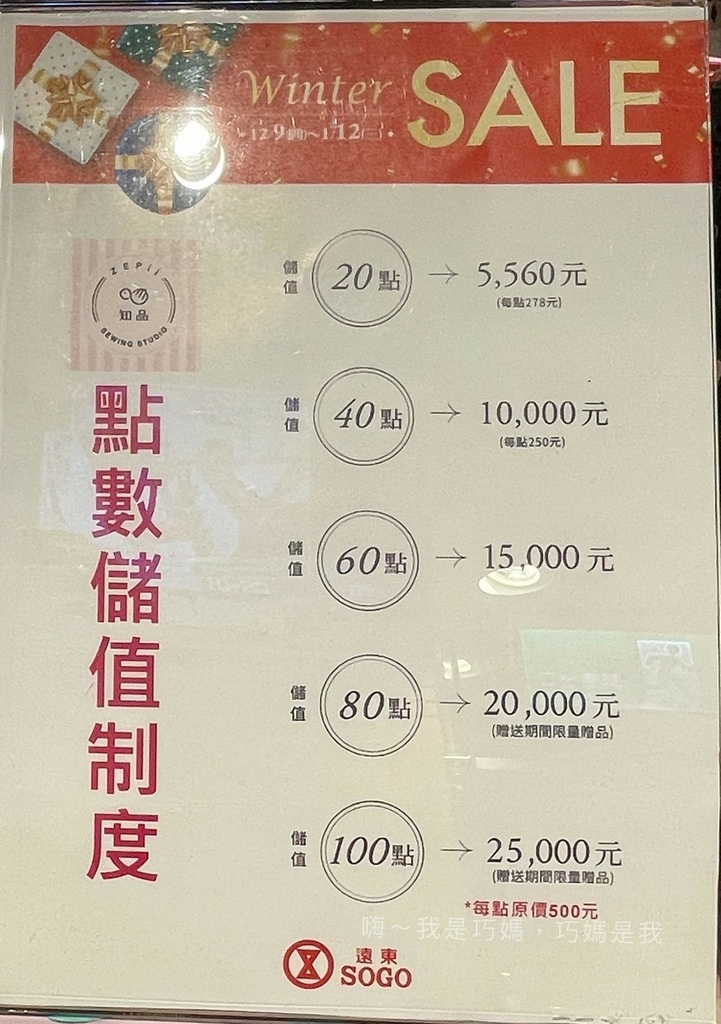 Winter SALE
12 9(四)~1 12(三)
ZEPii
知品
SEWING STUDIO
點數儲值制度
儲值 20點 → 5,560元
(每點278元)
儲值 40點 → 10,000元
(每點250元)
儲值 60點 → 15,000元
儲值 80點 → 20,000元
(贈送期間限量贈品)
儲值 100點 → 25,000元
(贈送期間限量贈品)
*每點原價500元
嗨～我是巧媽，巧媽是我
遠東
SOGO